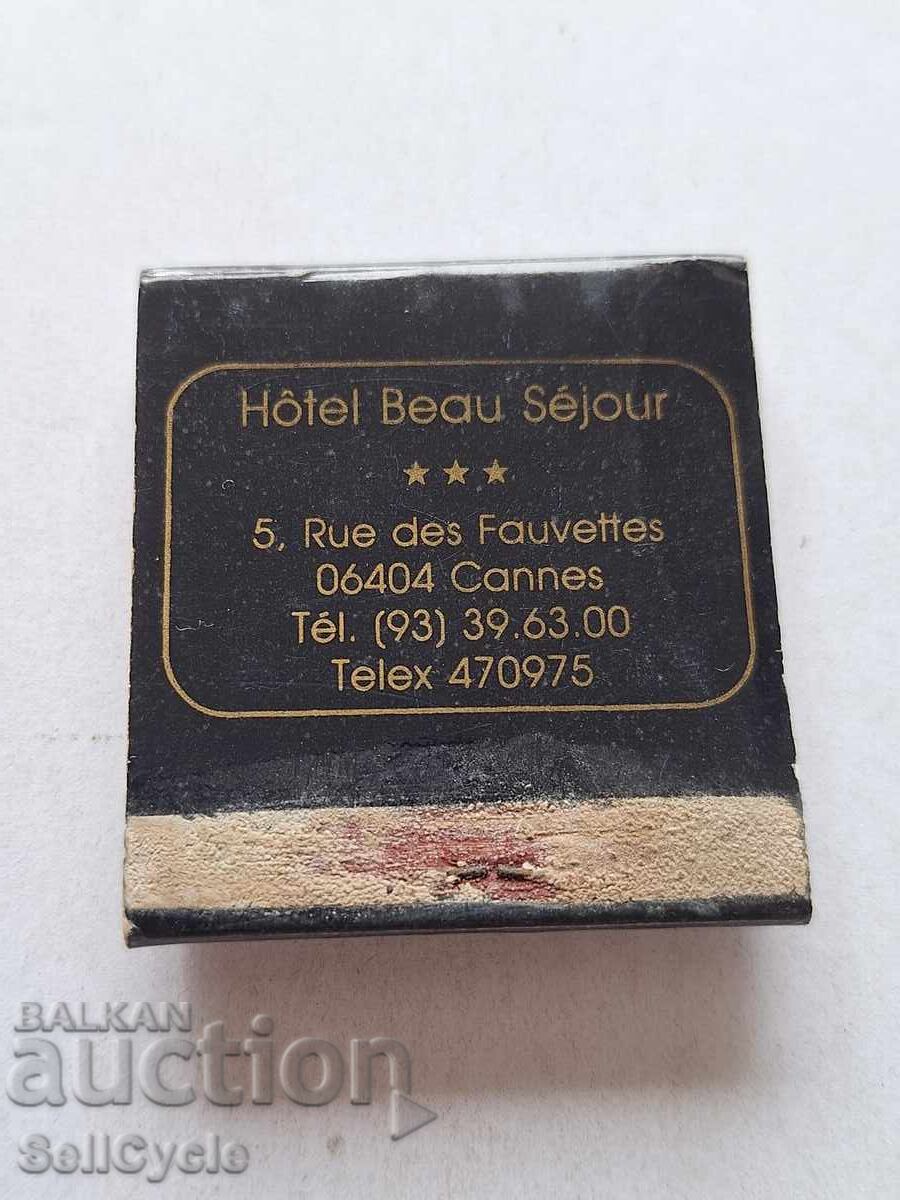 Hôtel Beau Séjour
★★★
5, Rue des Fauvettes
06404 Cannes
Tél. (93) 39.63.00
Telex 470975
BALKAN
auction
SellCycle